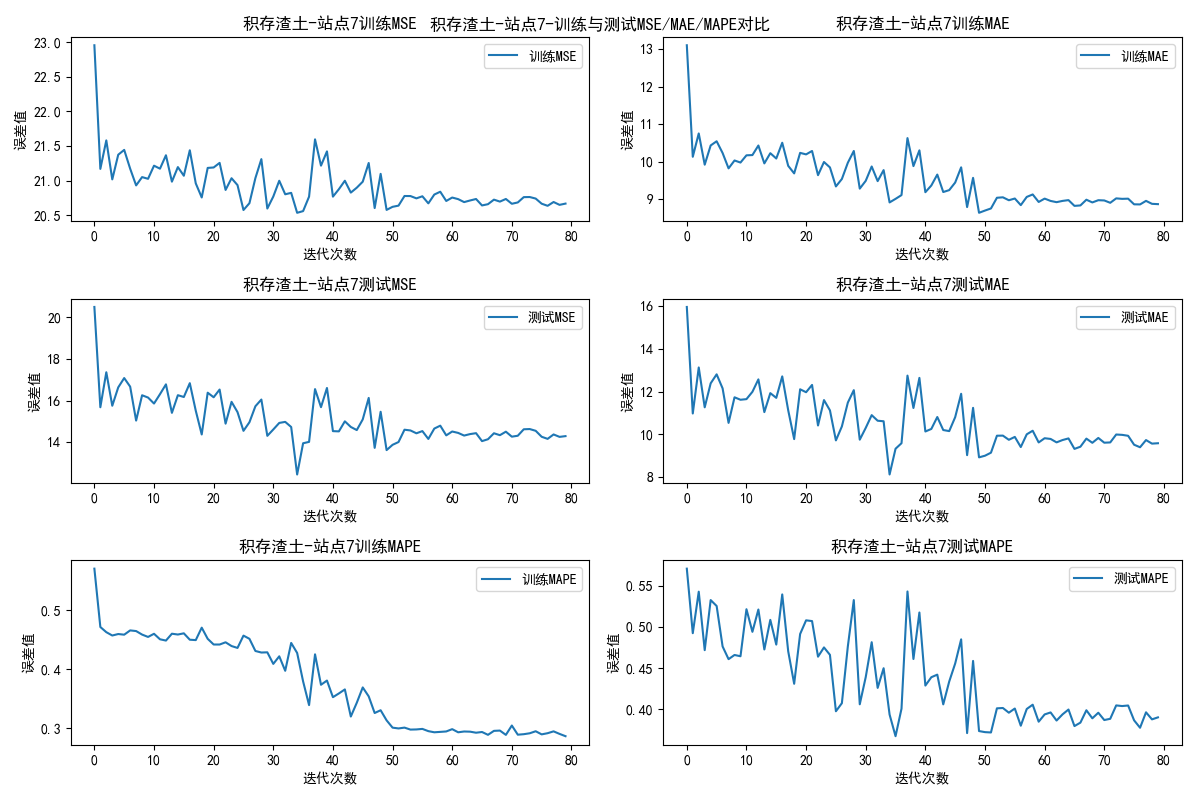 积存渣土-站点7-训练与测试MSE/MAE/MAPE对比
积存渣土-站点7训练MSE
训练MSE
误差值
23.0
22.5
22.0
21.5
21.0
20.5
0 10 20 30 40 50 60 70 80
迭代次数
积存渣土-站点7训练MAE
训练MAE
误差值
13
12
11
10
9
0 10 20 30 40 50 60 70 80
迭代次数
积存渣土-站点7测试MSE
测试MSE
误差值
20
18
16
14
0 10 20 30 40 50 60 70 80
迭代次数
积存渣土-站点7测试MAE
测试MAE
误差值
16
14
12
10
8
0 10 20 30 40 50 60 70 80
迭代次数
积存渣土-站点7训练MAPE
训练MAPE
误差值
0.5
0.4
0.3
0 10 20 30 40 50 60 70 80
迭代次数
积存渣土-站点7测试MAPE
测试MAPE
误差值
0.55
0.50
0.45
0.40
0 10 20 30 40 50 60 70 80
迭代次数